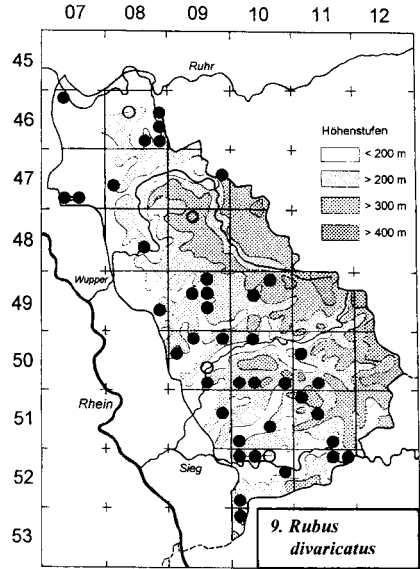 07 08 09 10 11 12
45
46
47
48
49
50
51
52
53
Ruhr
Höhenstufen
< 200 m
> 200 m
> 300 m
> 400 m
Wupper
Rhein
Sieg
9. Rubus
divaricatus